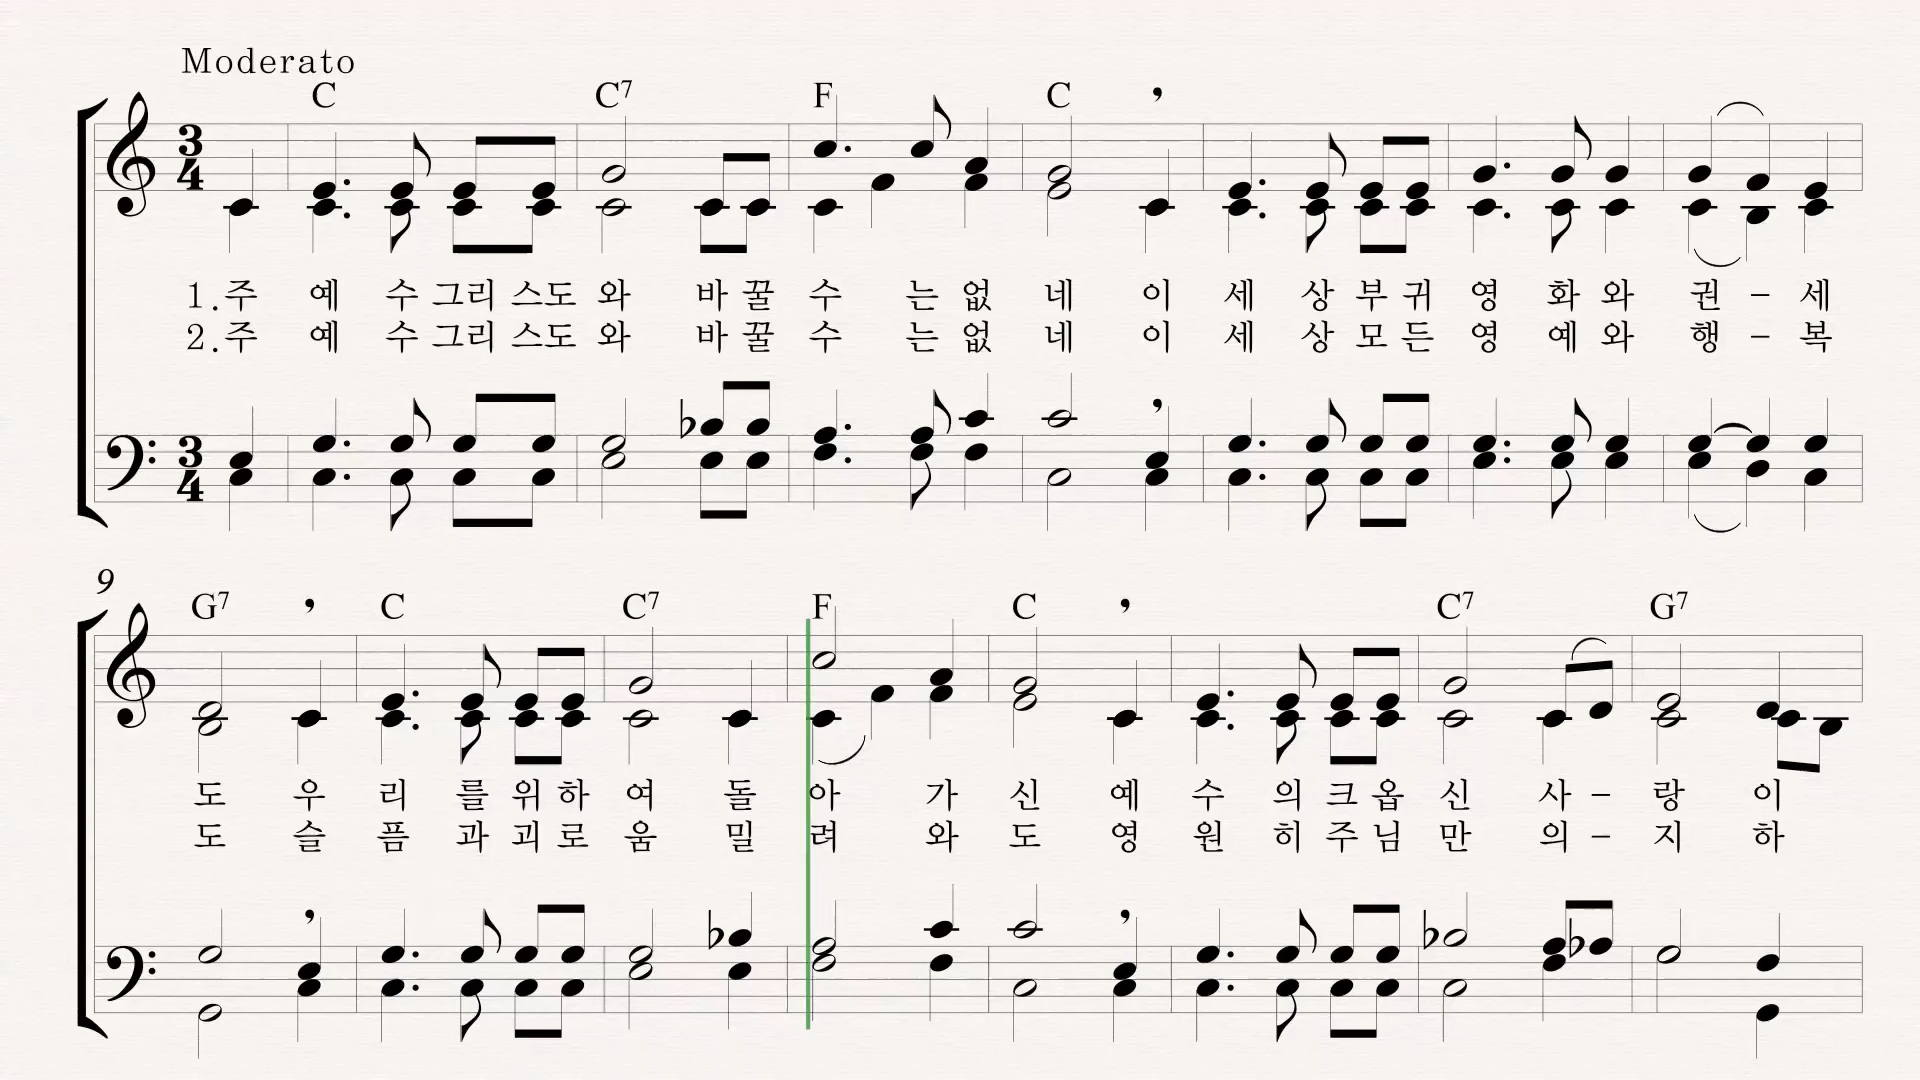 Moderato
C C7 F C
3 4
1.주 예 수 그리 스도 와 바 꿀 수 는 없 네 이 세 상 부 귀 영 화 와 권 – 세
2.주 예 수 그리 스도 와 바 꿀 수 는 없 네 이 세 상 모 든 영 예 와 행 – 복
3 4
9
G7 C C7 F C C7 G7
도 우 리 를 위 하 여 돌 아 가 신 예 수 의 크 옵 신 사 – 랑 이
도 슬 픔 과 괴 로 움 밀 려 와 도 영 원 히 주 님 만 의 – 지 하